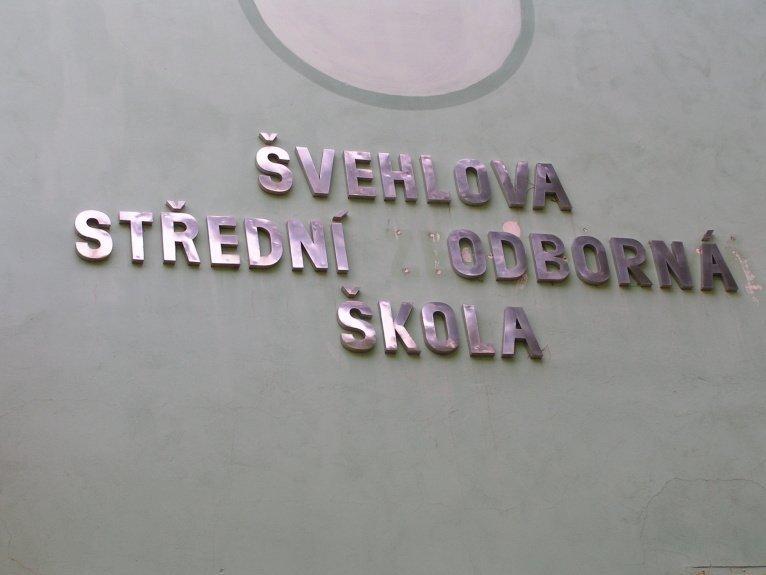 ŠVEHLOVA
STŘEDNÍ ODBORNÁ
ŠKOLA